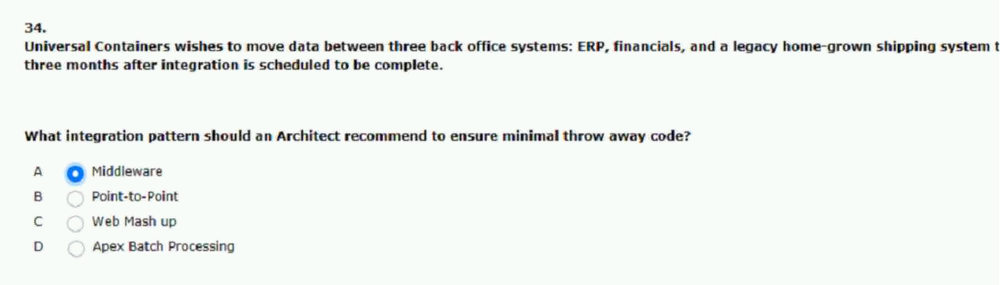 34.
Universal Containers wishes to move data between three back office systems: ERP, financials, and a legacy home-grown shipping system
three months after integration is scheduled to be complete.
What integration pattern should an Architect recommend to ensure minimal throw away code?
A Middleware
B Point-to-Point
C Web Mash up
D Apex Batch Processing